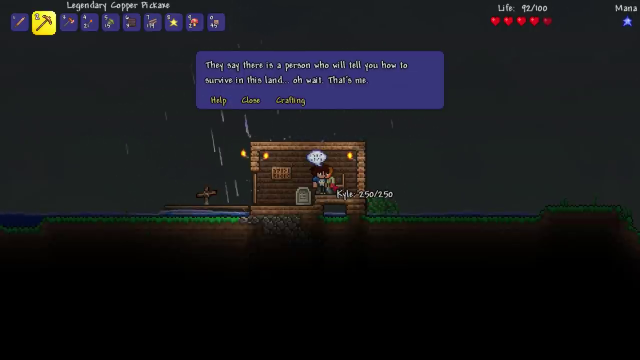 Legendary Copper Pickaxe
Life: 92/100
Mana
They say there is a person who will tell you how to
survive in this land... oh wait. That's me.
Help Close Crafting
Kyle: 250/250